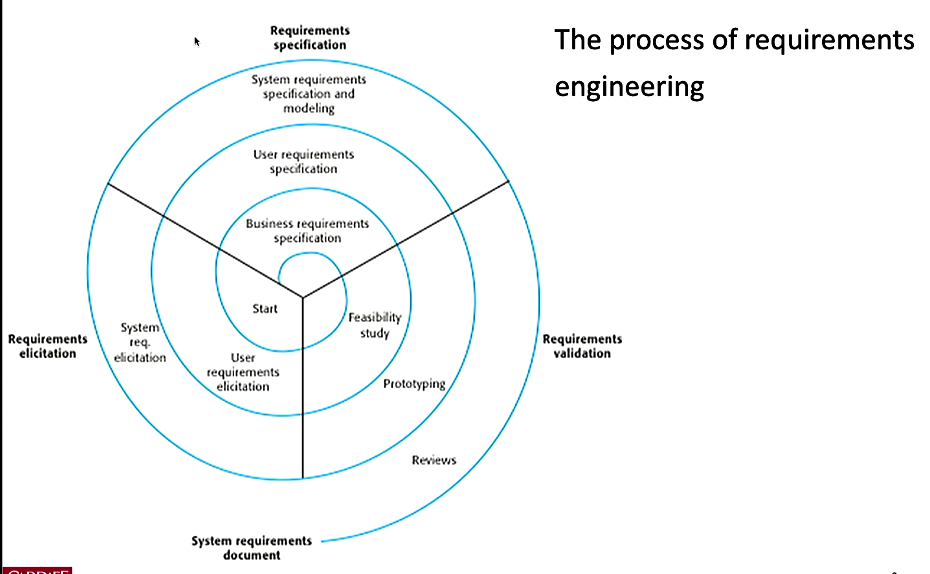 The process of requirements
engineering
Requirements
specification
System requirements
specification and
modeling
User requirements
specification
Business requirements
specification
Start
Feasibility
study
System
req.
elicitation
User
requirements
elicitation
Prototyping
Reviews
Requirements
elicitation
Requirements
validation
System requirements
document